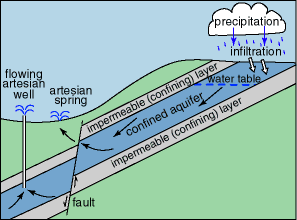 precipitation
infiltration
flowing
artesian
well
artesian
spring
impermeable (confining) layer
water table
confined aquifer
impermeable (confining) layer
fault